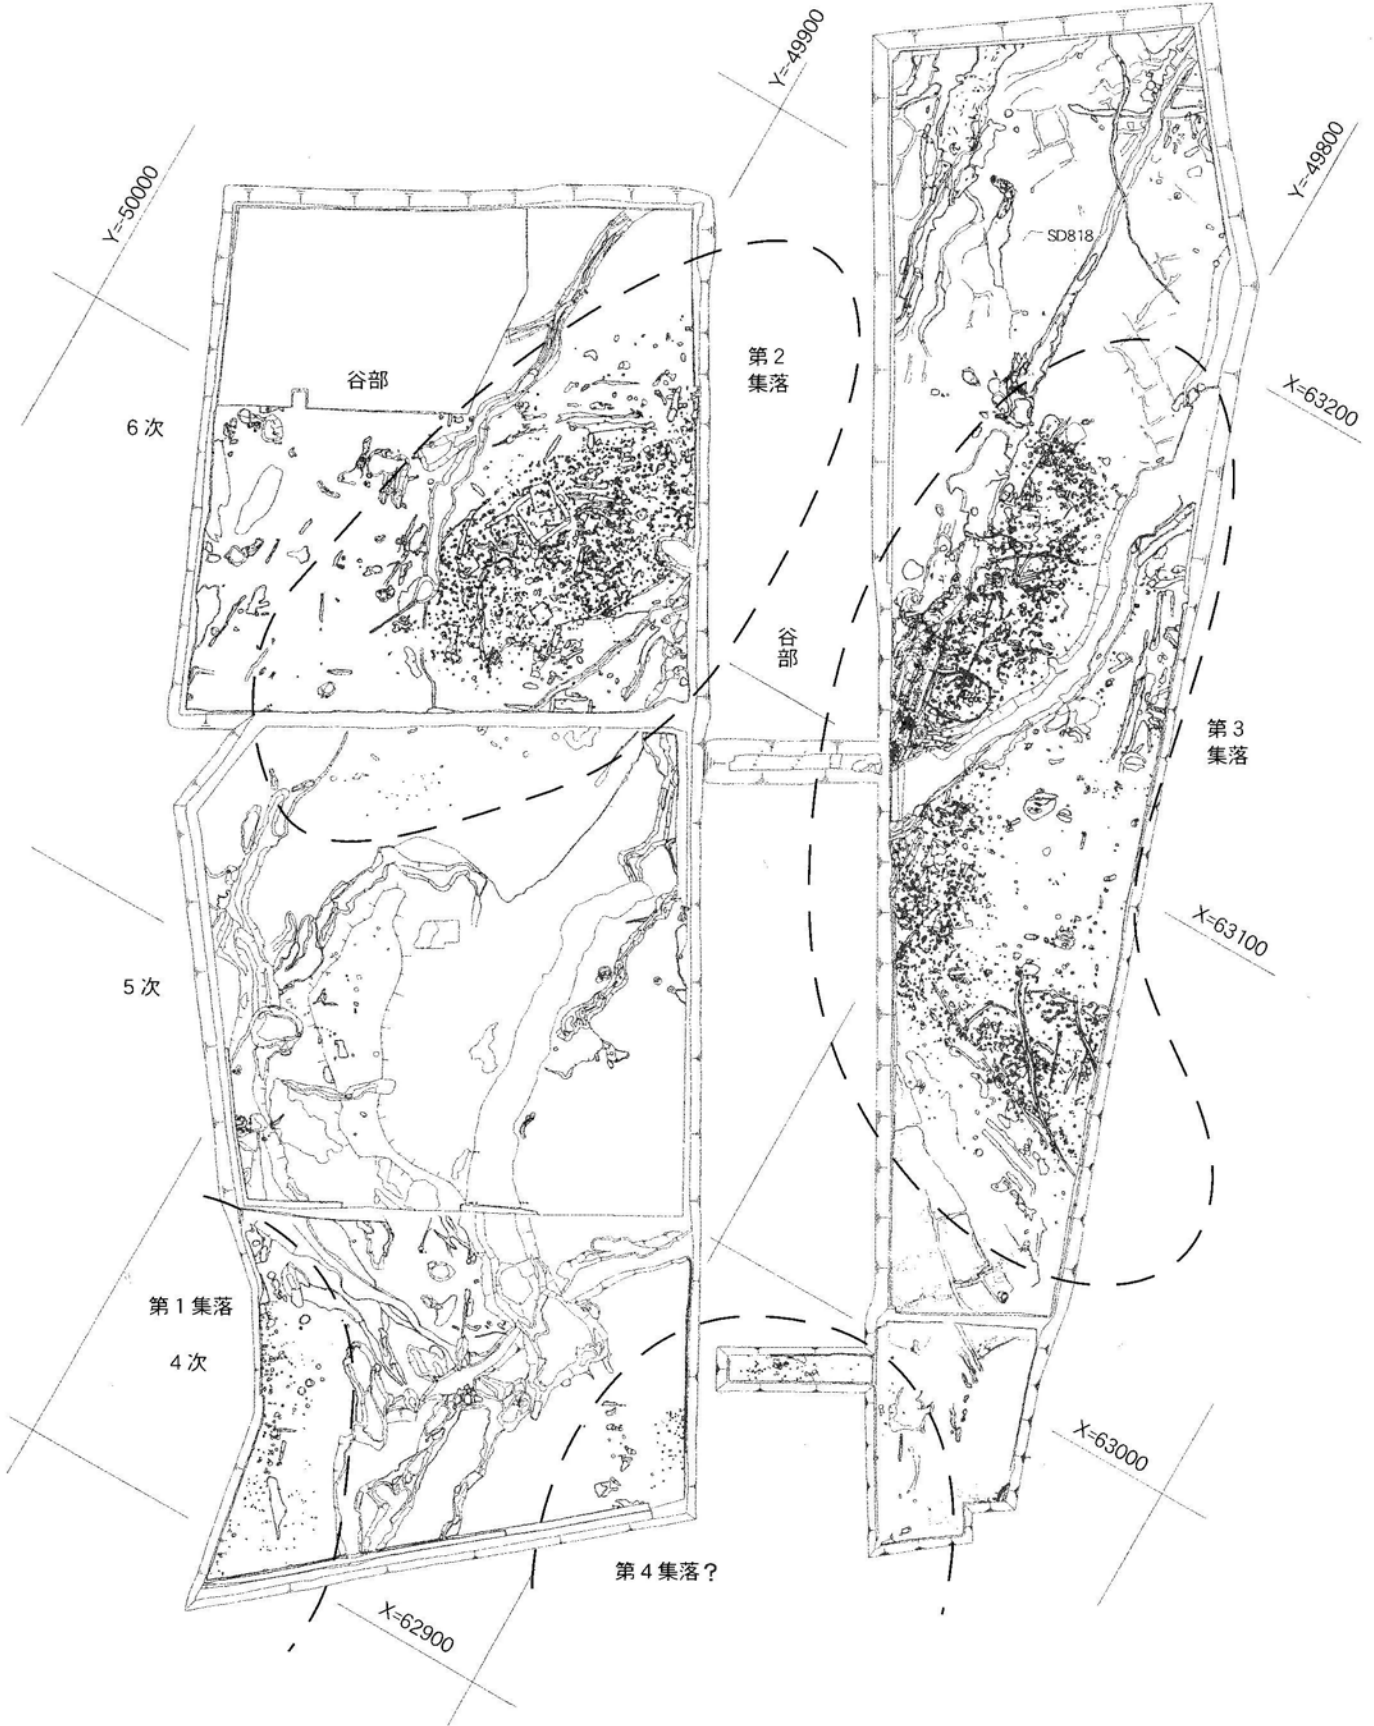 Y=-49900
Y=-50000
Y=-49800
SD818
第2
集落
谷部
X=63200
6次
谷部
第3
集落
X=63100
5次
第1集落
4次
X=63000
第4集落?
X=62900